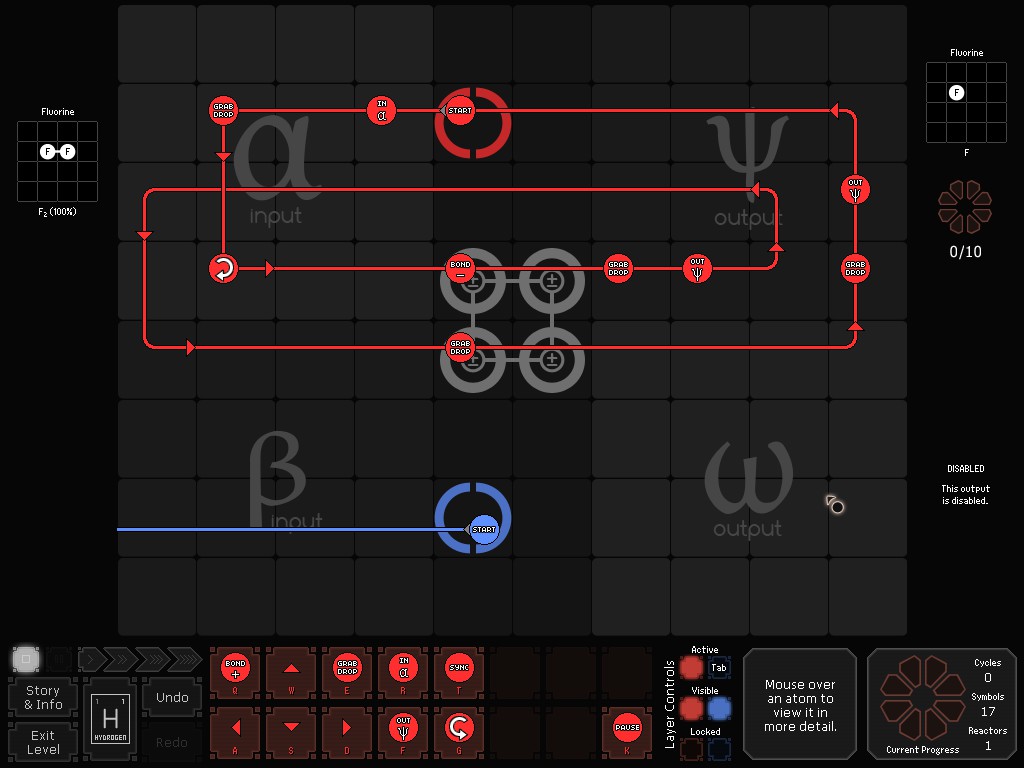 Fluorine
Fluorine
F F
F
F
F₂ (100%)
GRAB DROP
IN α
START
α
input
ψ
output
OUT ψ
0/10
BOND −
GRAB DROP
OUT ψ
GRAB DROP
±
±
GRAB DROP
±
±
β
input
ω
output
DISABLED
This output
is disabled.
START
Story
& Info
Exit
Level
1 1
H
HYDROGEN
Undo
Redo
BOND + Q
W
GRAB DROP E
IN α R
SYNC T
A
S
D
OUT ψ F
G
PAUSE K
Layer Controls
Active
Tab
Visible
Locked
Mouse over
an atom to
view it in
more detail.
Cycles
0
Symbols
17
Reactors
1
Current Progress